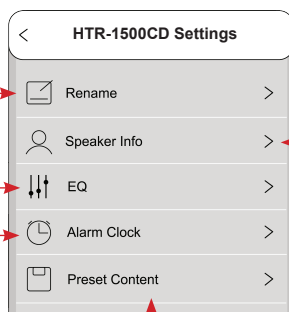 HTR-1500CD Settings
Rename
Speaker Info
EQ
Alarm Clock
Preset Content